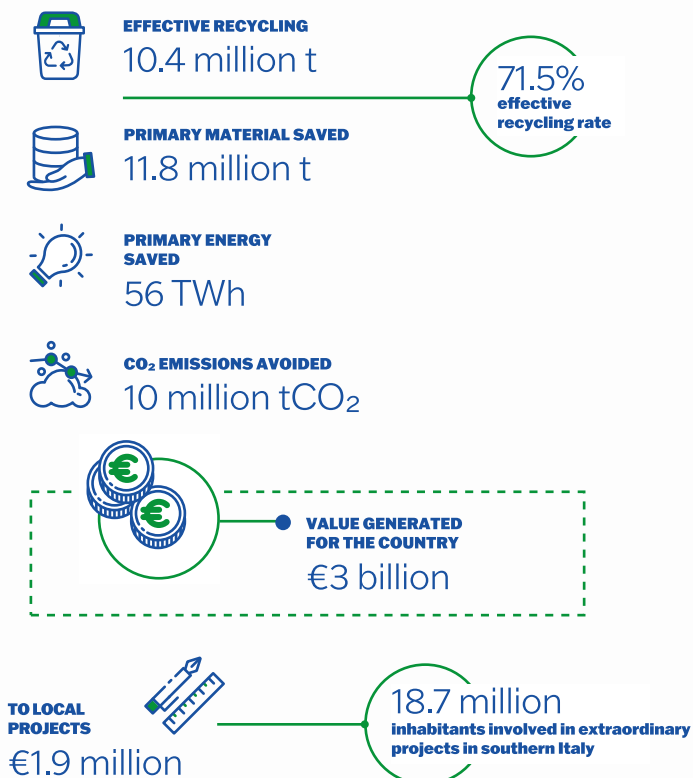 EFFECTIVE RECYCLING
10.4 million t
71.5%
effective
recycling rate
PRIMARY MATERIAL SAVED
11.8 million t
PRIMARY ENERGY
SAVED
56 TWh
CO₂ EMISSIONS AVOIDED
10 million tCO₂
€
€
VALUE GENERATED
FOR THE COUNTRY
€3 billion
TO LOCAL
PROJECTS
€1.9 million
18.7 million
inhabitants involved in extraordinary
projects in southern Italy